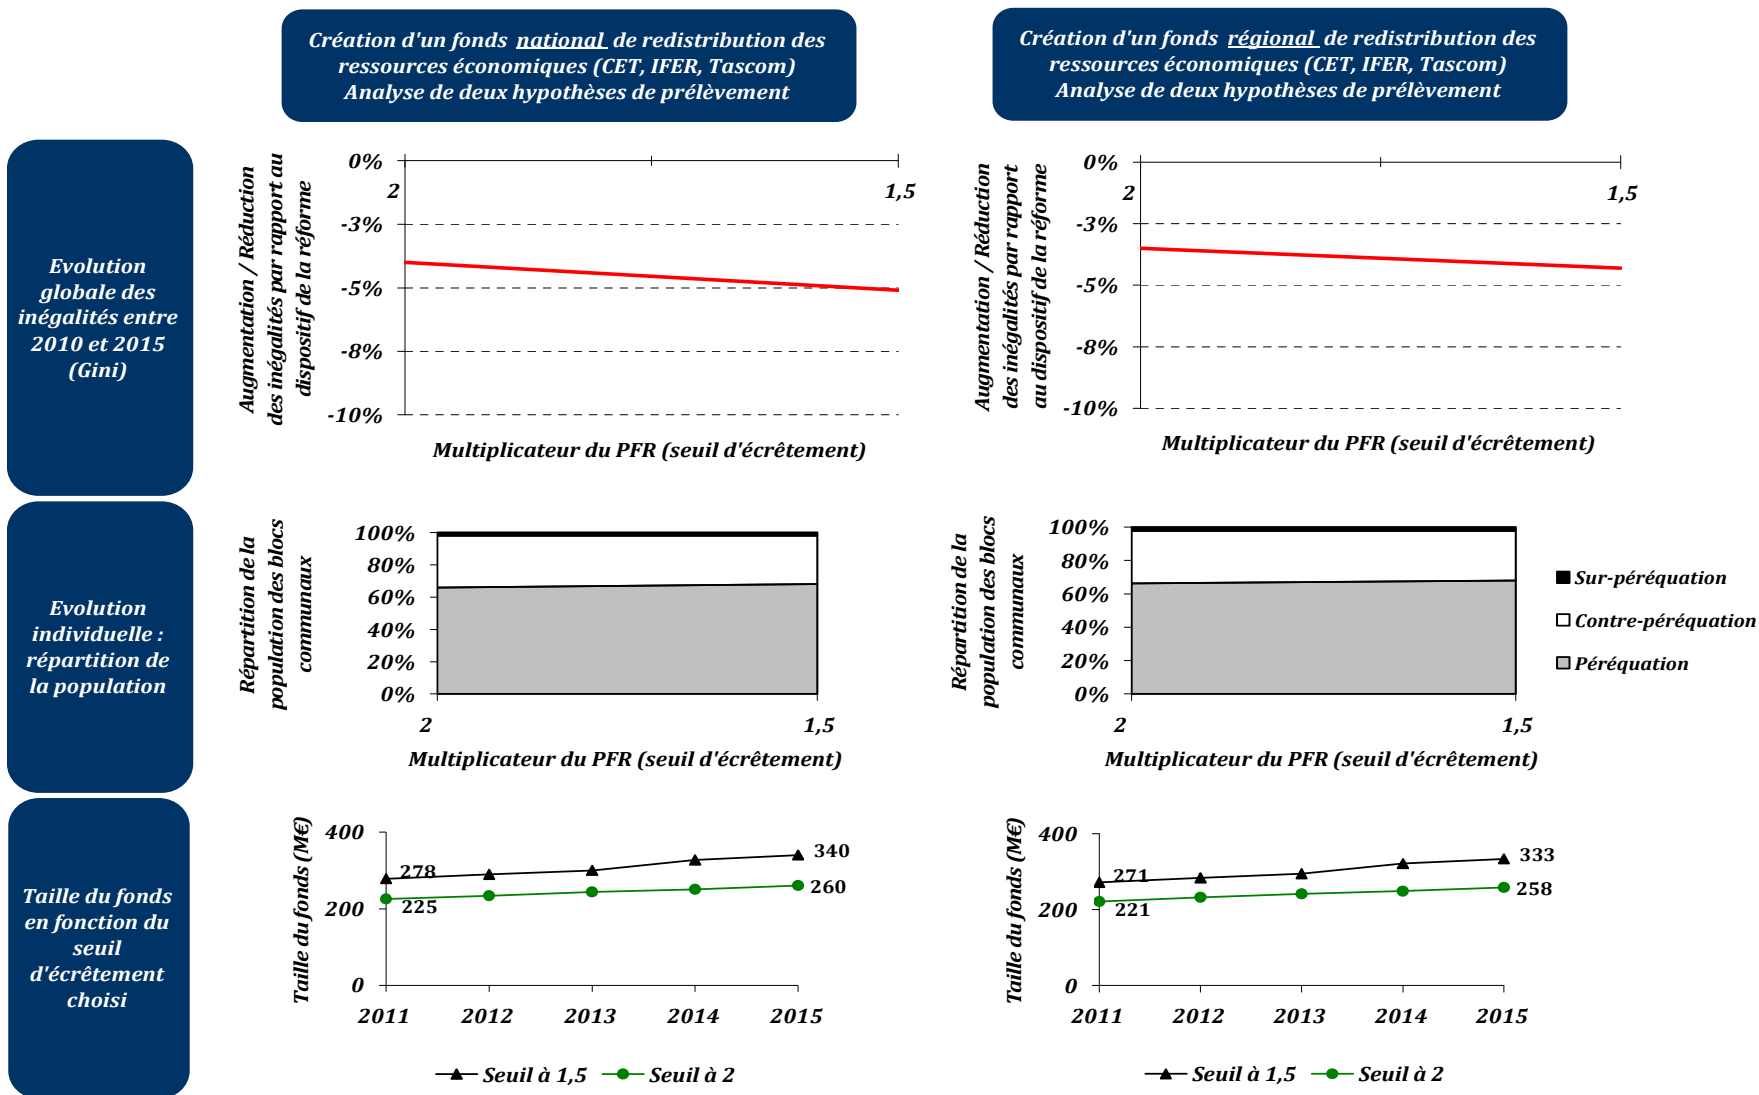 Création d'un fonds national de redistribution des
ressources économiques (CET, IFER, Tascom)
Analyse de deux hypothèses de prélèvement
Création d'un fonds régional de redistribution des
ressources économiques (CET, IFER, Tascom)
Analyse de deux hypothèses de prélèvement
Evolution
globale des
inégalités entre
2010 et 2015
(Gini)
Augmentation / Réduction
des inégalités par rapport au
dispositif de la réforme
0%
-3%
-5%
-8%
-10%
2
1,5
Multiplicateur du PFR (seuil d'écrêtement)
Augmentation / Réduction
des inégalités par rapport
au dispositif de la réforme
0%
-3%
-5%
-8%
-10%
2
1,5
Multiplicateur du PFR (seuil d'écrêtement)
Evolution
individuelle :
répartition de
la population
Répartition de la
population des blocs
communaux
100%
80%
60%
40%
20%
0%
2
1,5
Multiplicateur du PFR (seuil d'écrêtement)
Répartition de la
population des blocs
communaux
100%
80%
60%
40%
20%
0%
2
1,5
Multiplicateur du PFR (seuil d'écrêtement)
Sur-péréquation
Contre-péréquation
Péréquation
Taille du fonds
en fonction du
seuil
d'écrêtement
choisi
Taille du fonds (M€)
400
200
0
278
225
340
260
2011 2012 2013 2014 2015
Seuil à 1,5 Seuil à 2
Taille du fonds (M€)
400
200
0
271
221
333
258
2011 2012 2013 2014 2015
Seuil à 1,5 Seuil à 2